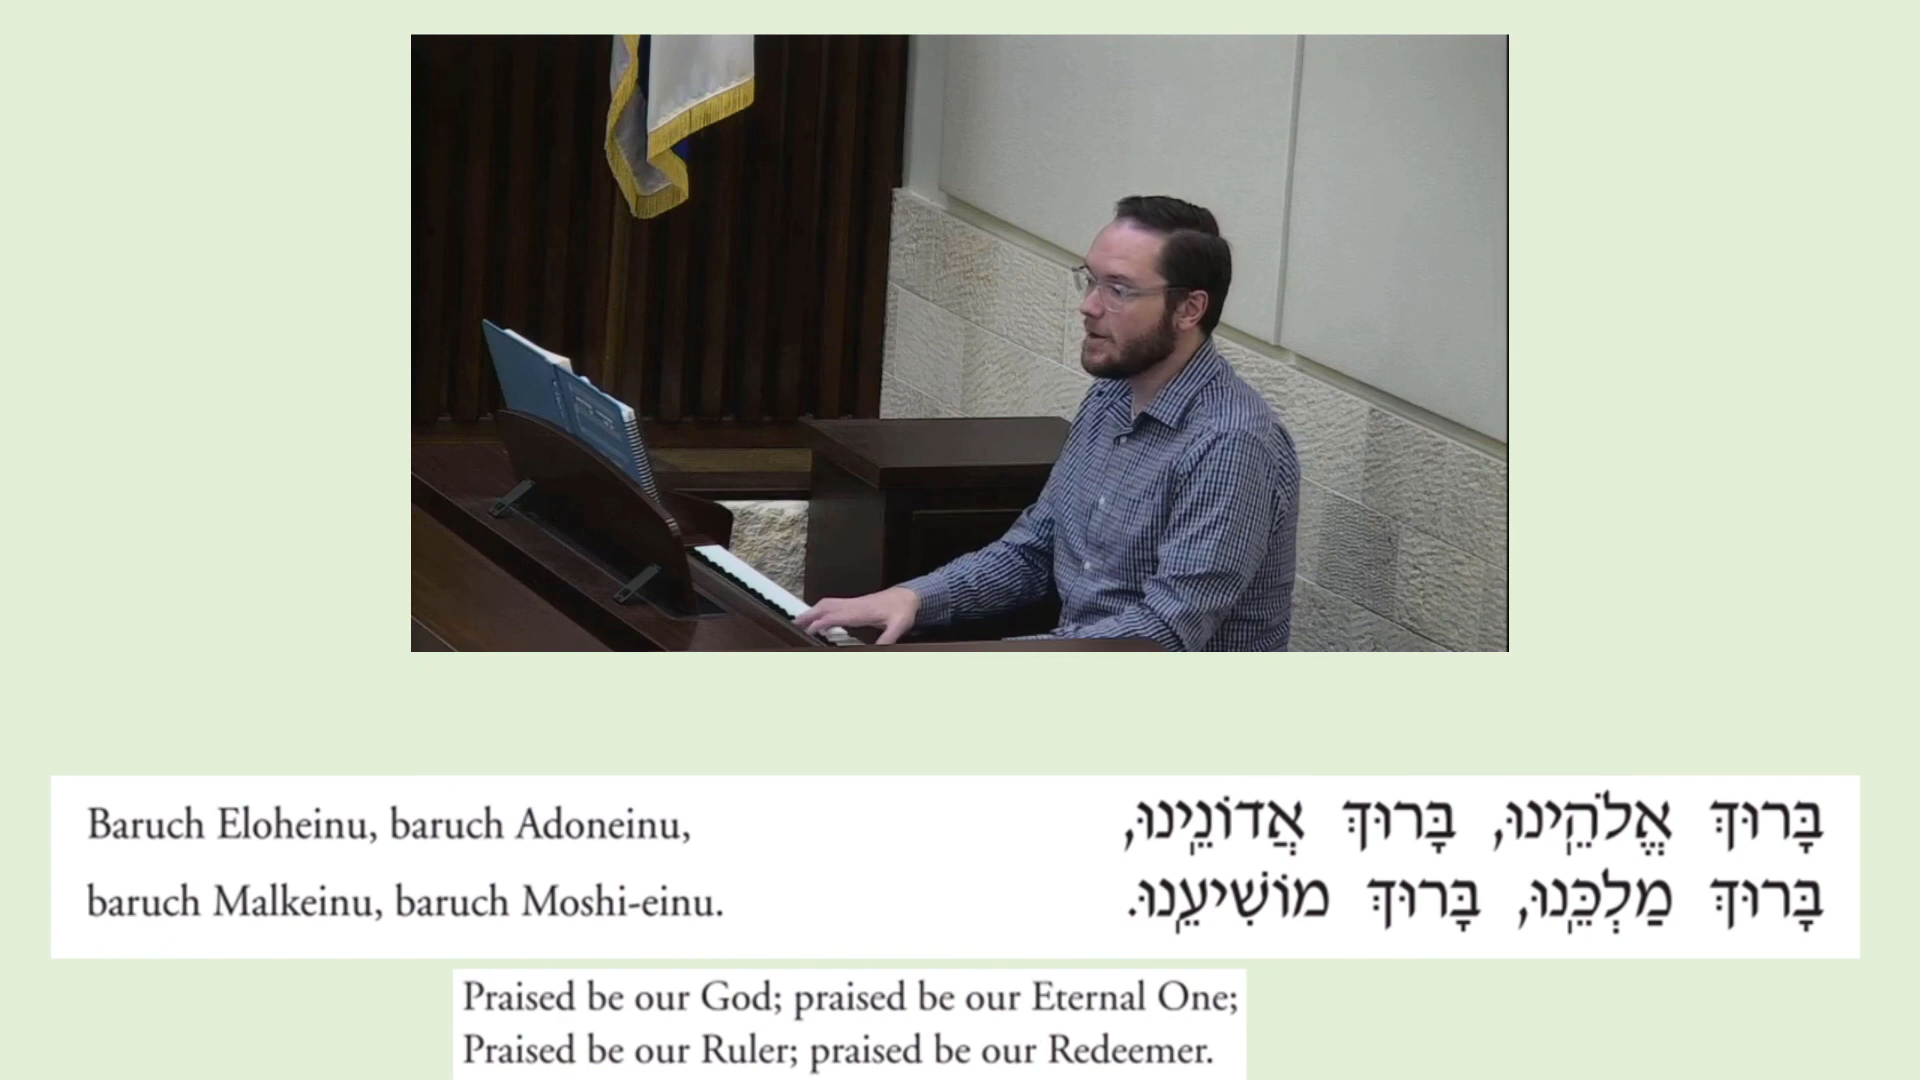 Baruch Eloheinu, baruch Adoneinu,
baruch Malkeinu, baruch Moshi-einu.
בָּרוּךְ אֱלֹהֵֽינוּ, בָּרוּךְ אֲדוֹנֵֽינוּ,
בָּרוּךְ מַלְכֵּֽנוּ, בָּרוּךְ מוֹשִׁיעֵֽנוּ.
Praised be our God; praised be our Eternal One;
Praised be our Ruler; praised be our Redeemer.